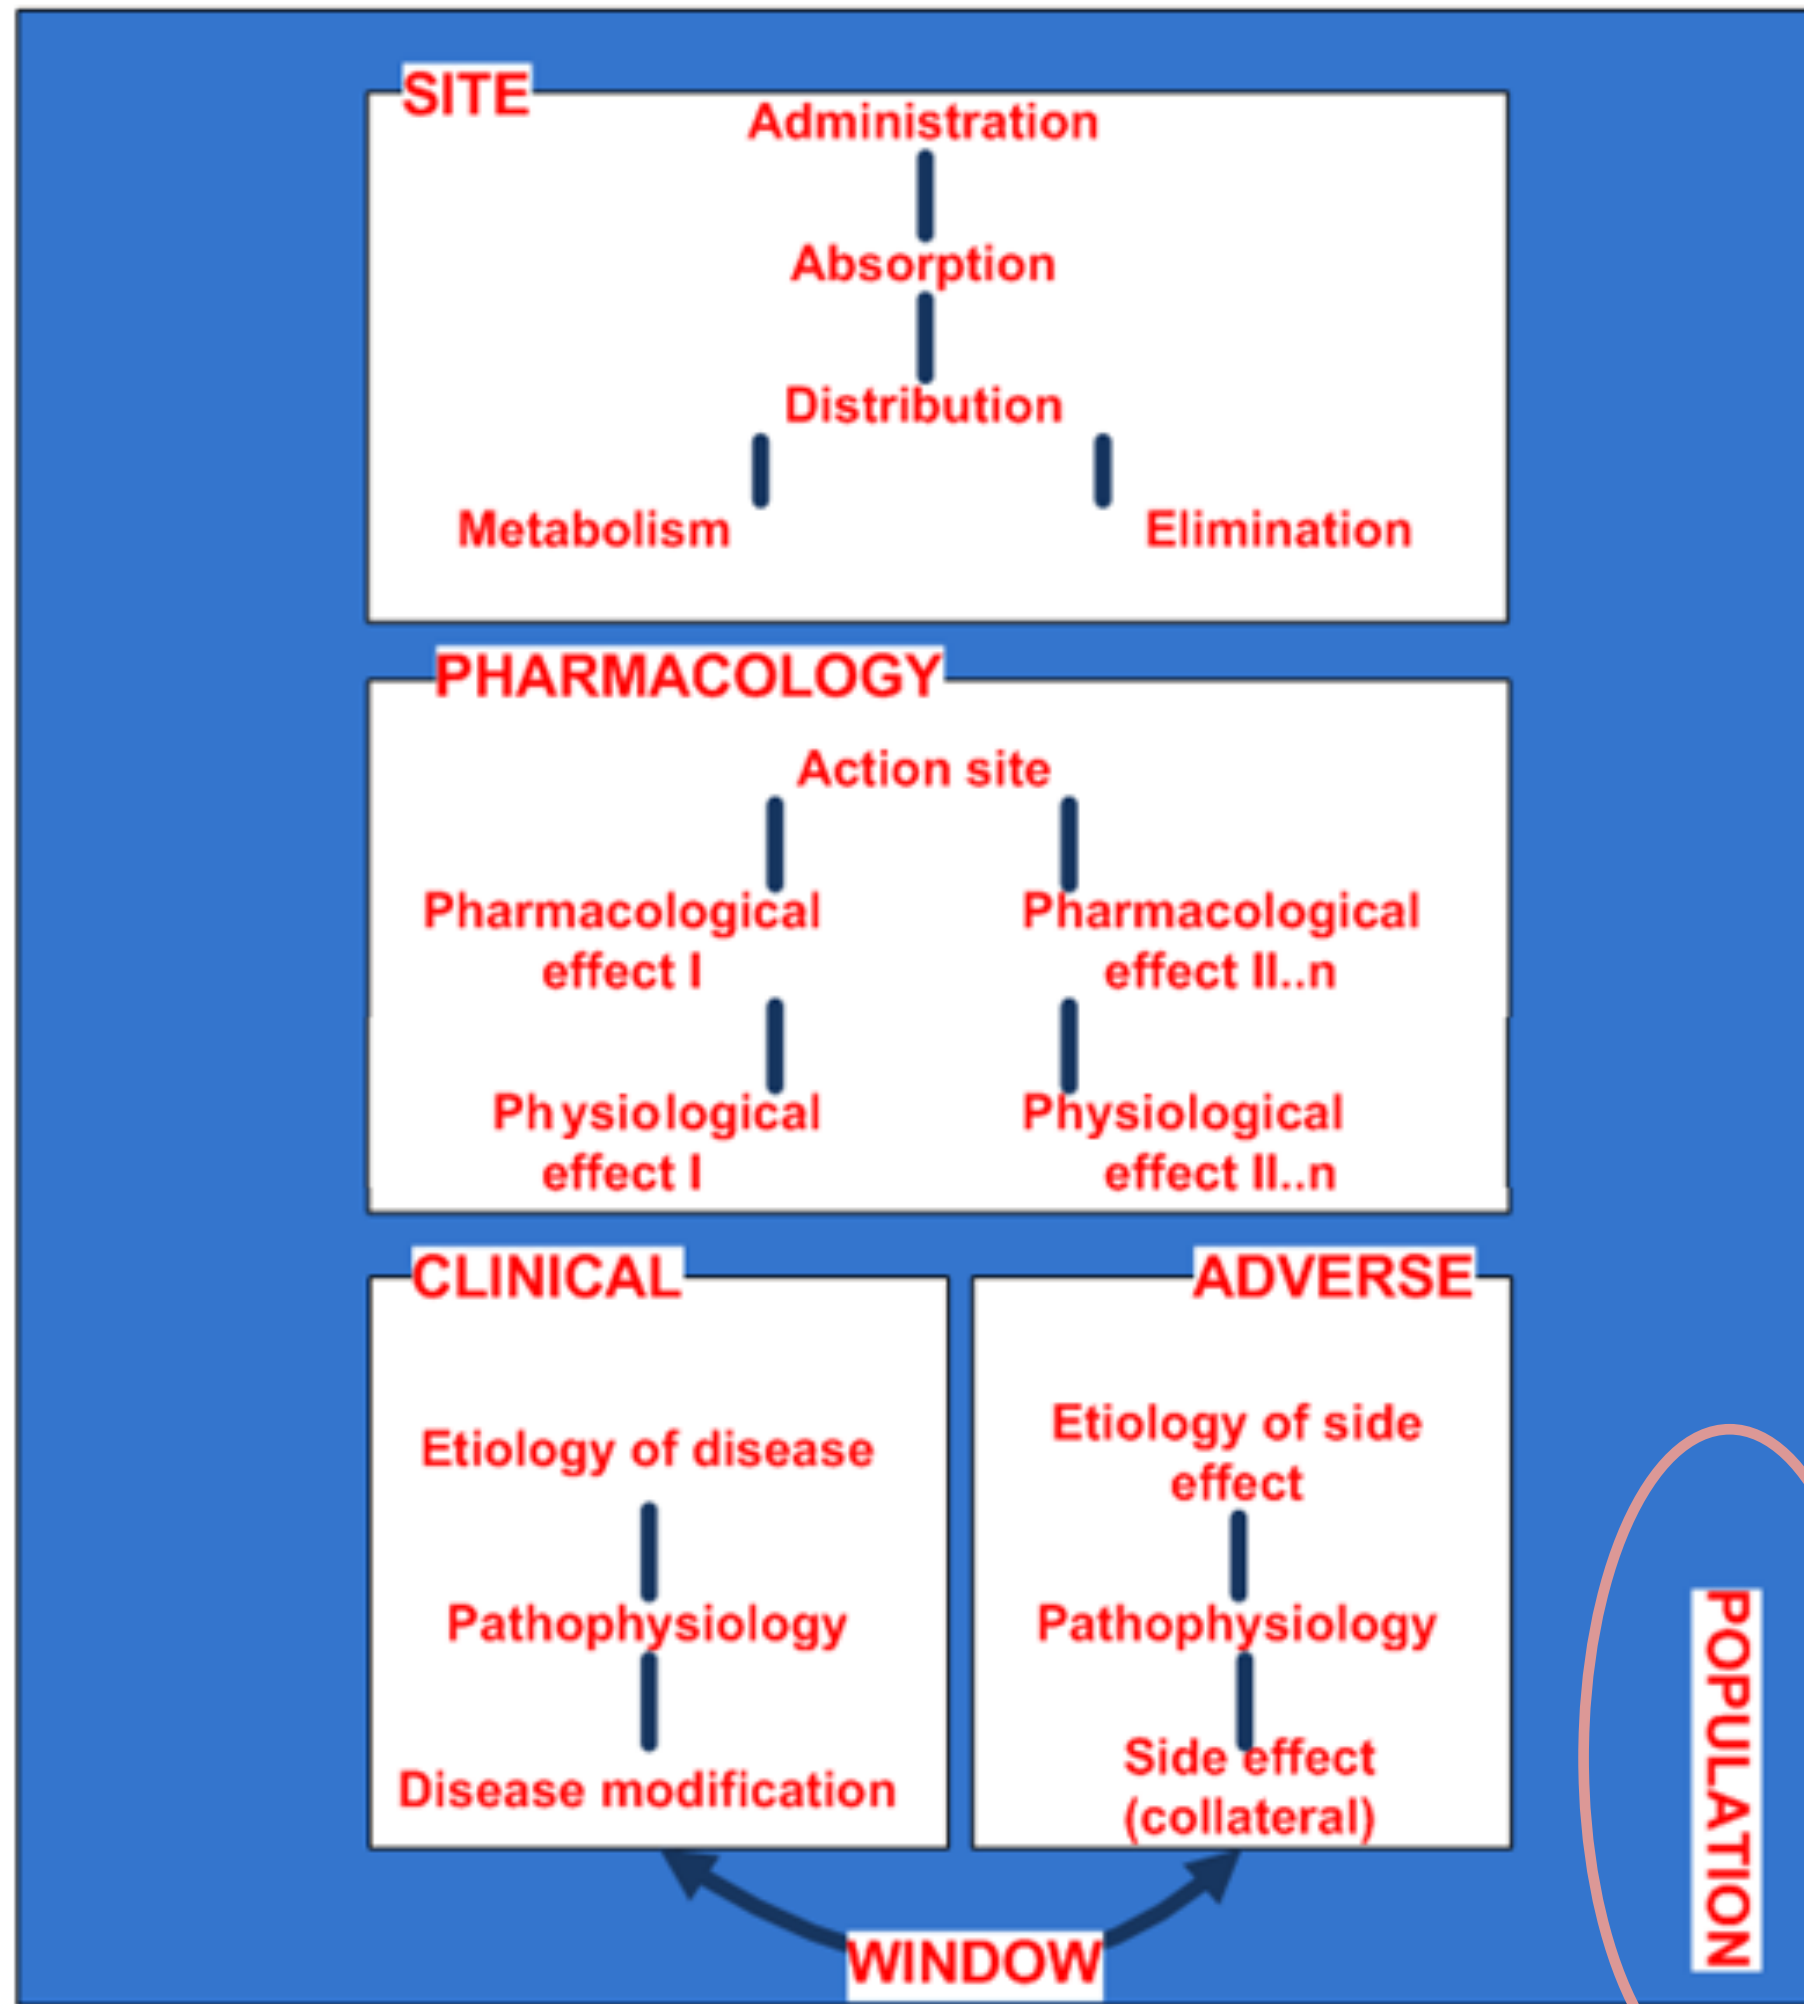 SITE
Administration
Absorption
Distribution
Metabolism
Elimination
PHARMACOLOGY
Action site
Pharmacological
effect I
Pharmacological
effect II..n
Physiological
effect I
Physiological
effect II..n
CLINICAL
Etiology of disease
Pathophysiology
Disease modification
ADVERSE
Etiology of side
effect
Pathophysiology
Side effect
(collateral)
WINDOW
POPULATION